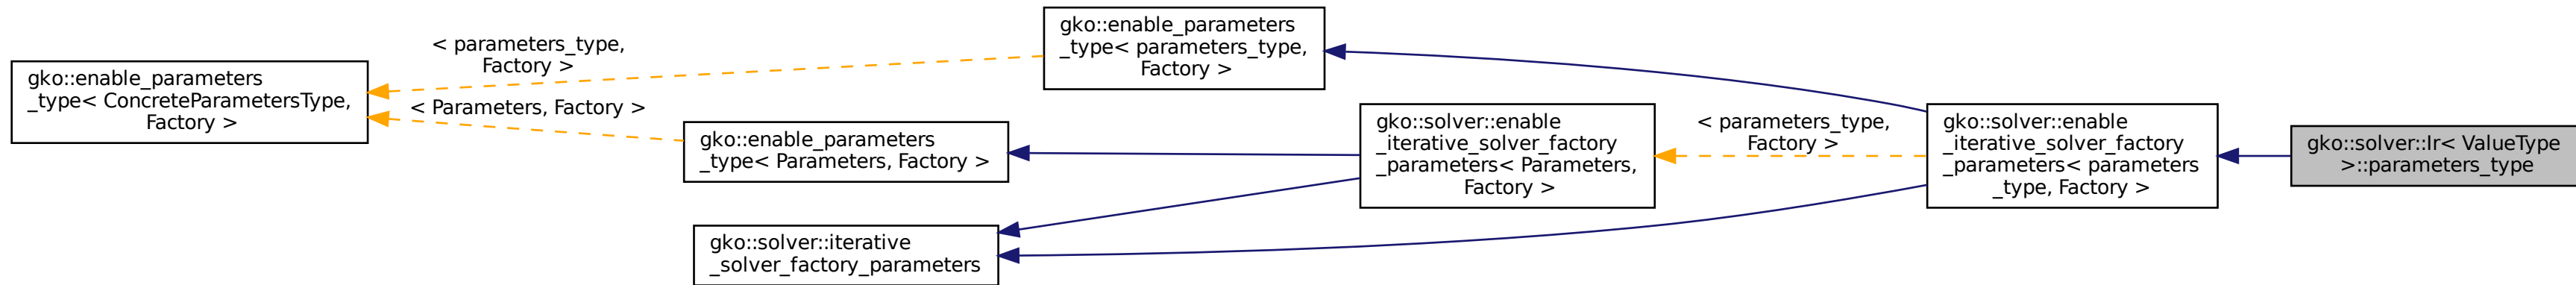 gko::enable_parameters
_type< ConcreteParametersType,
Factory >
< parameters_type,
Factory >
< Parameters, Factory >
gko::enable_parameters
_type< parameters_type,
Factory >
gko::enable_parameters
_type< Parameters, Factory >
gko::solver::iterative
_solver_factory_parameters
gko::solver::enable
_iterative_solver_factory
_parameters< Parameters,
Factory >
< parameters_type,
Factory >
gko::solver::enable
_iterative_solver_factory
_parameters< parameters
_type, Factory >
gko::solver::Ir< ValueType
>::parameters_type